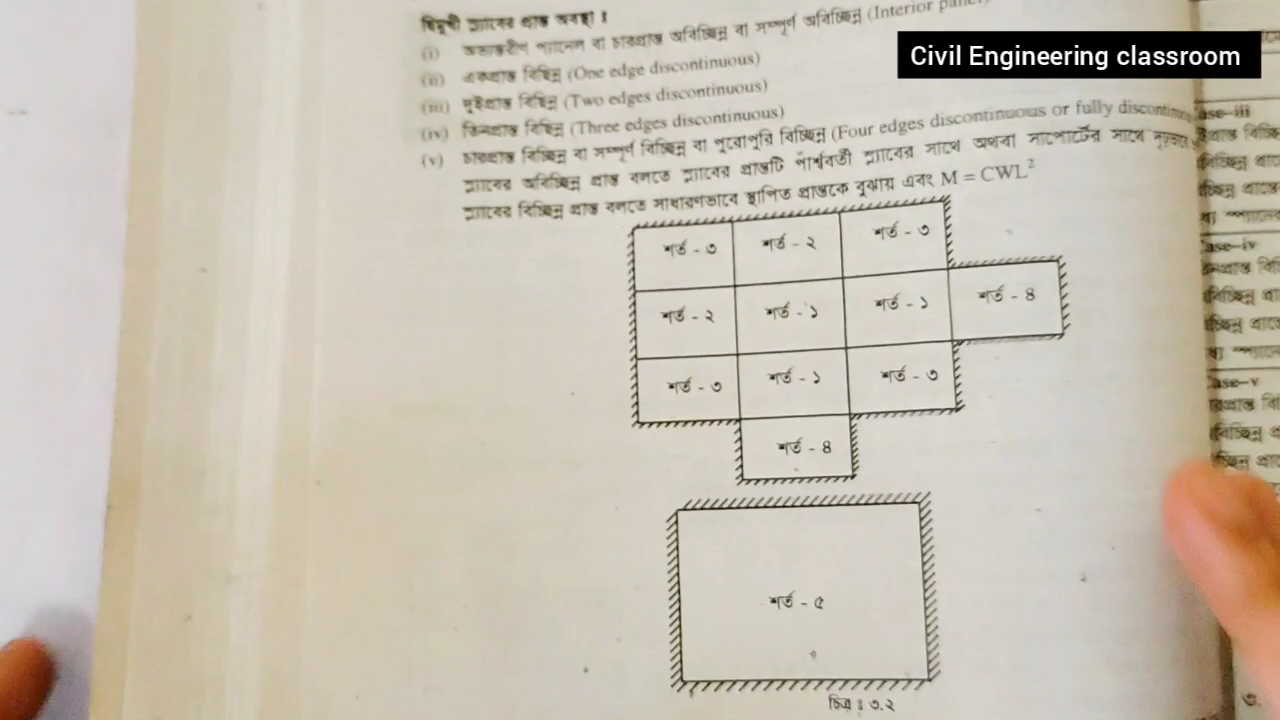 দ্বিমুখী স্ল্যাবের প্রান্ত অবস্থা ঃ
(i) অভ্যন্তরীণ প্যানেল বা চারপ্রান্ত অবিচ্ছিন্ন বা সম্পূর্ণ অবিচ্ছিন্ন (Interior panel)
Civil Engineering classroom
(ii) একপ্রান্ত বিছিন্ন (One edge discontinuous)
(iii) দুইপ্রান্ত বিছিন্ন (Two edges discontinuous)
(iv) তিনপ্রান্ত বিছিন্ন (Three edges discontinuous)
(v) চারপ্রান্ত বিচ্ছিন্ন বা সম্পূর্ণ বিচ্ছিন্ন বা পুরোপুরি বিচ্ছিন্ন (Four edges discontinuous or fully
স্ল্যাবের অবিচ্ছিন্ন প্রান্ত বলতে স্ল্যাবের প্রান্তটি পার্শ্ববর্তী স্ল্যাবের সাথে অথবা সাপোর্টের সাথে
স্ল্যাবের বিচ্ছিন্ন প্রান্ত বলতে সাধারণভাবে স্থাপিত প্রান্তকে বুঝায় এবং M = CWL²
শর্ত - ৩ শর্ত - ২ শর্ত - ৩
শর্ত - ২ শর্ত - ১ শর্ত - ১ শর্ত - 8
শর্ত - ৩ শর্ত - ১ শর্ত - ৩
শর্ত - 8
শর্ত - ৫
চিত্র ঃ ৩.২